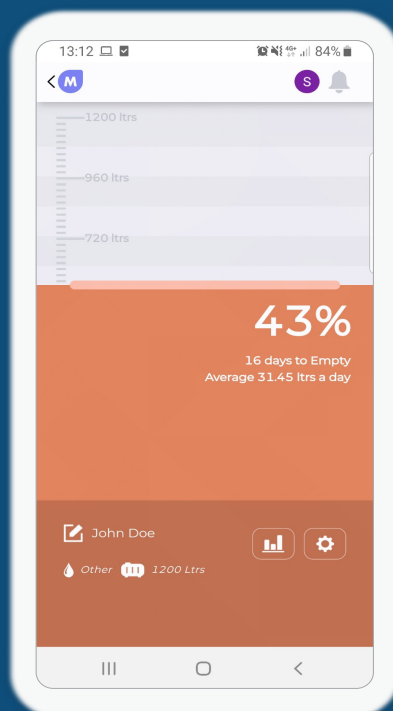 13:12
4G+
84%
M
S
1200 ltrs
960 ltrs
720 ltrs
43%
16 days to Empty
Average 31.45 ltrs a day
John Doe
Other 1200 Ltrs